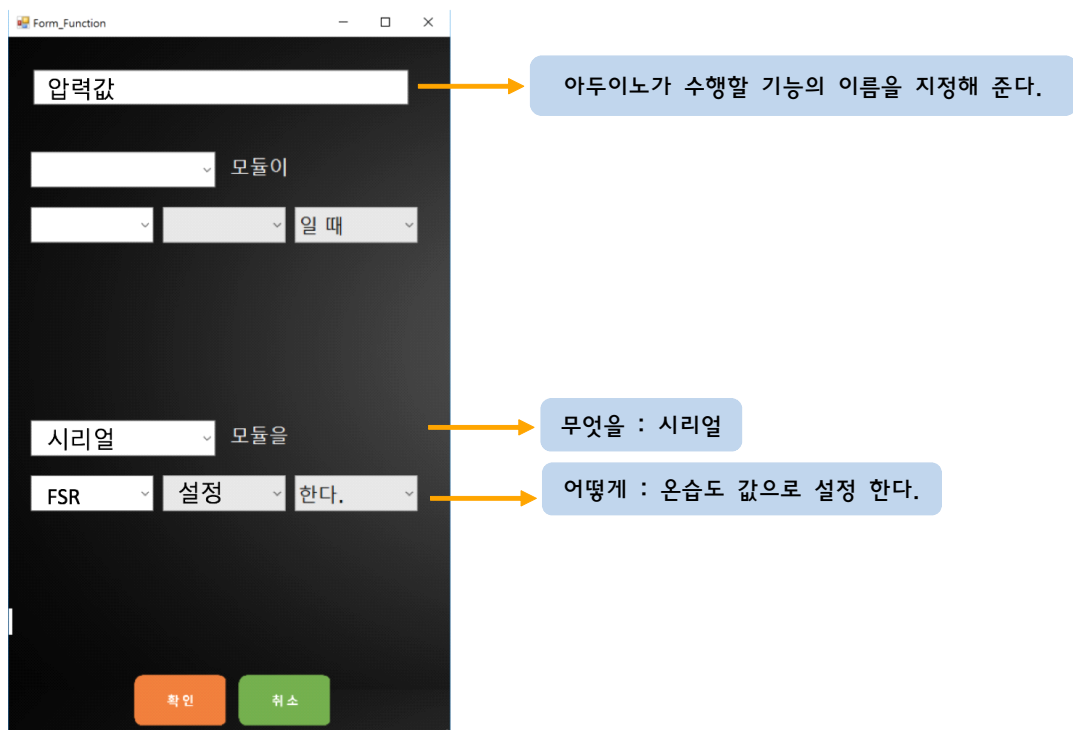 Form_Function
압력값
아두이노가 수행할 기능의 이름을 지정해 준다.
모듈이
일 때
시리얼 모듈을
무엇을 : 시리얼
FSR 설정 한다.
어떻게 : 온습도 값으로 설정 한다.
확인 취소